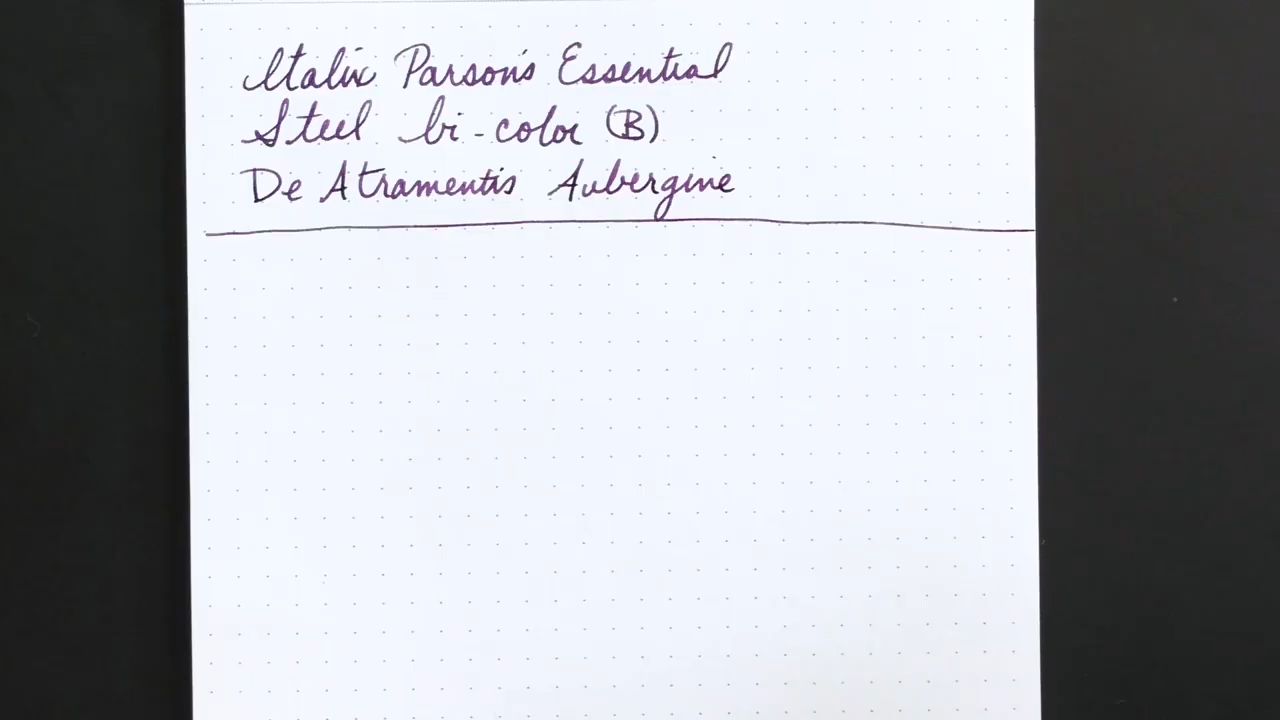 Italix Parson's Essential
Steel bi-color (B)
De Atramentis Aubergine